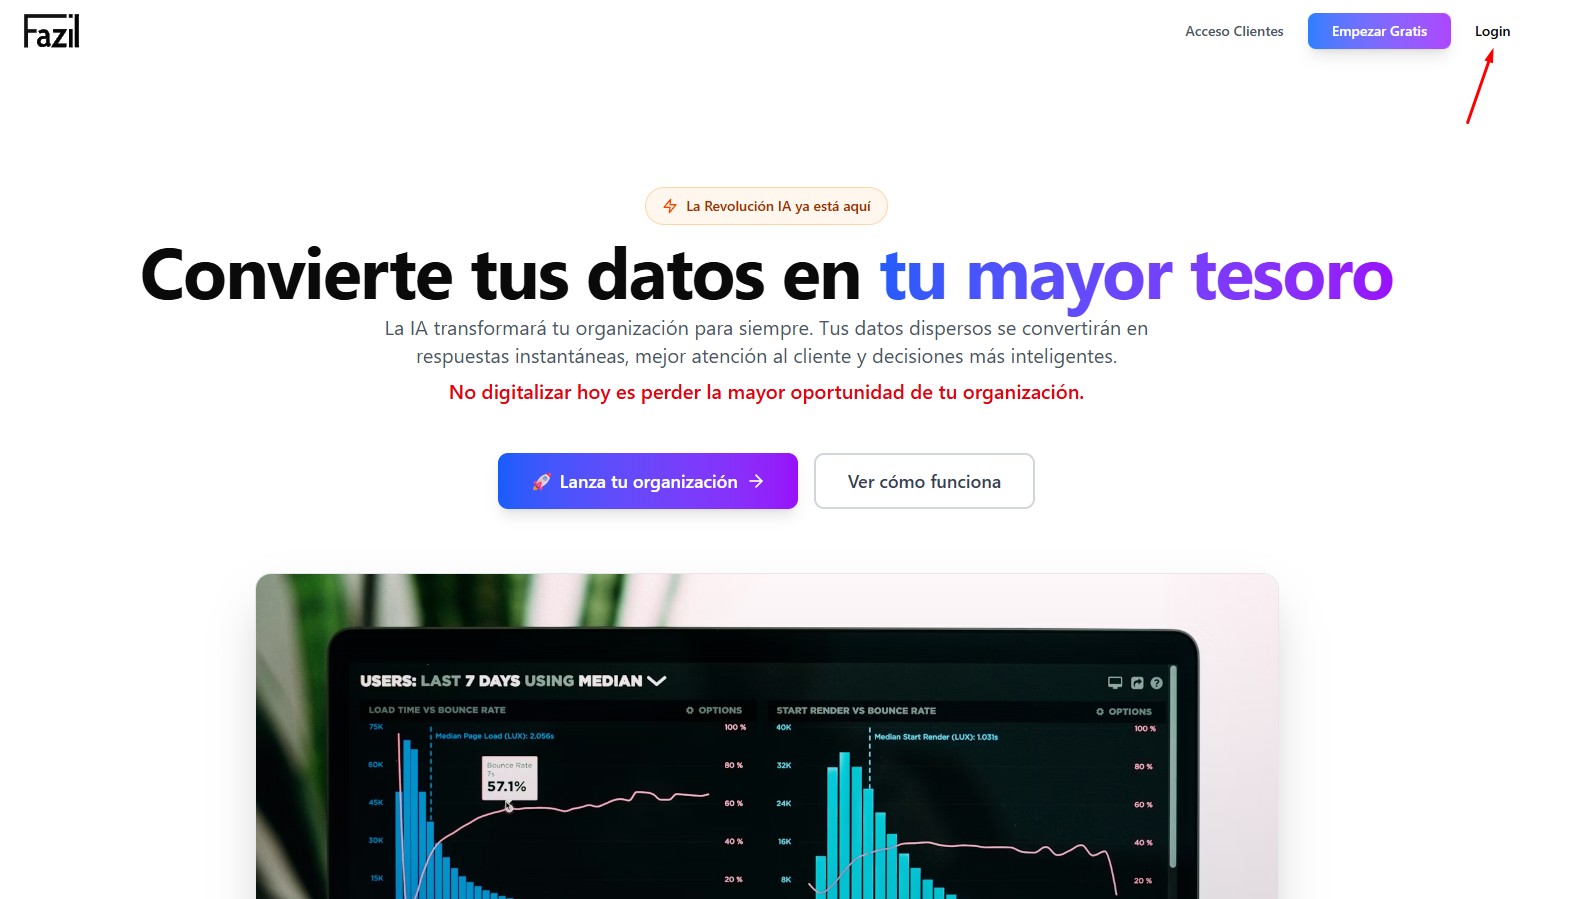 Fazil
Acceso Clientes
Empezar Gratis
Login
La Revolución IA ya está aquí
Convierte tus datos en tu mayor tesoro
La IA transformará tu organización para siempre. Tus datos dispersos se convertirán en
respuestas instantáneas, mejor atención al cliente y decisiones más inteligentes.
No digitalizar hoy es perder la mayor oportunidad de tu organización.
🚀 Lanza tu organización →
Ver cómo funciona
USERS: LAST 7 DAYS USING MEDIAN
LOAD TIME VS BOUNCE RATE
OPTIONS
75K
60K
45K
30K
15K
Median Page Load (LUX): 2.056s
Bounce Rate
7s
57.1%
100 %
80 %
60 %
40 %
20 %
START RENDER VS BOUNCE RATE
OPTIONS
40K
32K
24K
16K
8K
Median Start Render (LUX): 1.031s
100 %
80 %
60 %
40 %
20 %